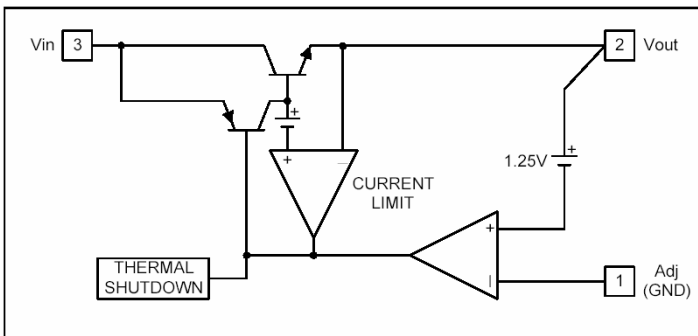 Vin 3
2 Vout
+
+
+ –
1.25V
CURRENT
LIMIT
+
THERMAL
SHUTDOWN
–
1 Adj
(GND)